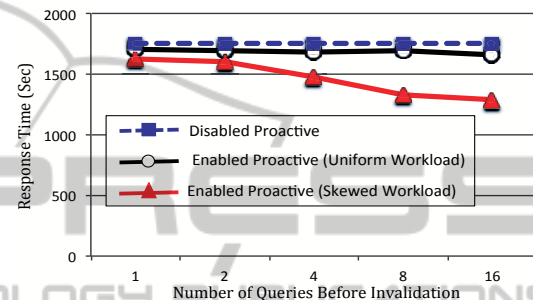 2000
1500
1000
500
0
Response Time (Sec)
Disabled Proactive
Enabled Proactive (Uniform Workload)
Enabled Proactive (Skewed Workload)
1 2 4 8 16
Number of Queries Before Invalidation
PRESS